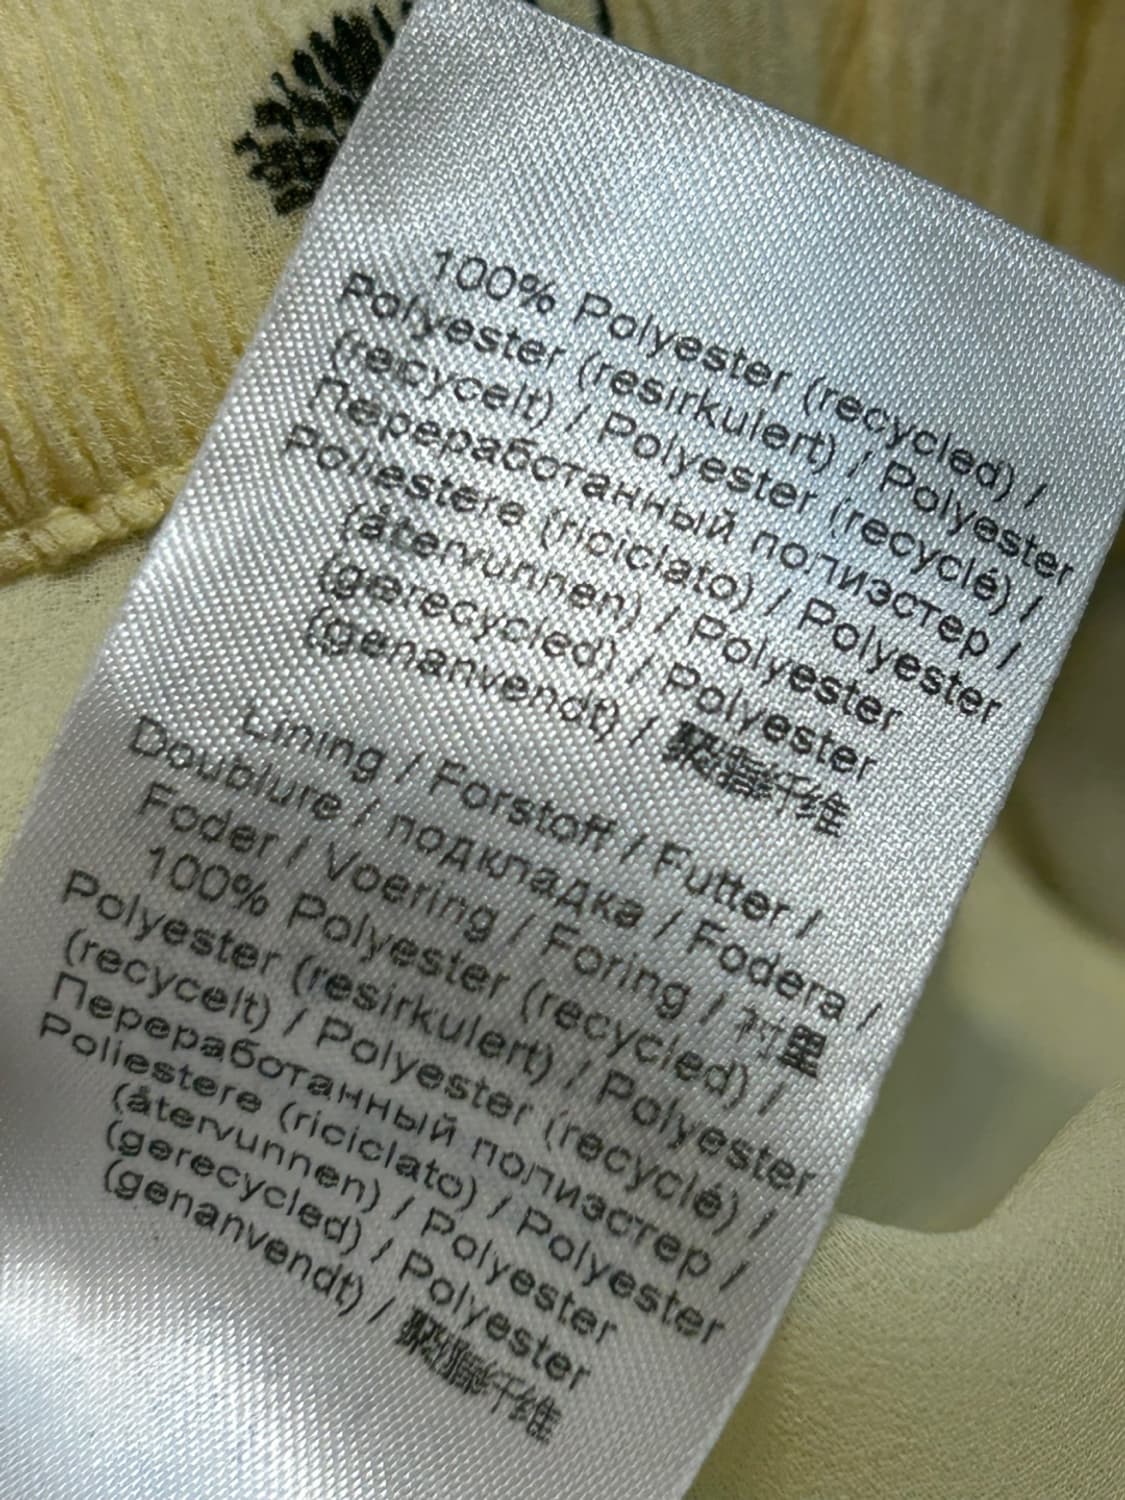 100% Polyester (recycled) /
Polyester (resirkulert) / Polyester
(recycelt) / Polyester (recyclé) /
Переработанный полиэстер /
Poliestere (riciclato) / Polyester
(återvunnen) / Polyester
(gerecycled) / Polyester
(genanvendt) / 聚酯纤维
Lining / Forstoff / Futter /
Doublure / подкладка / Fodera /
Foder / Voering / Foring / 衬里
100% Polyester (recycled) /
Polyester (resirkulert) / Polyester
(recycelt) / Polyester (recyclé) /
Переработанный полиэстер /
Poliestere (riciclato) / Polyester
(återvunnen) / Polyester
(gerecycled) / Polyester
(genanvendt) / 聚酯纤维